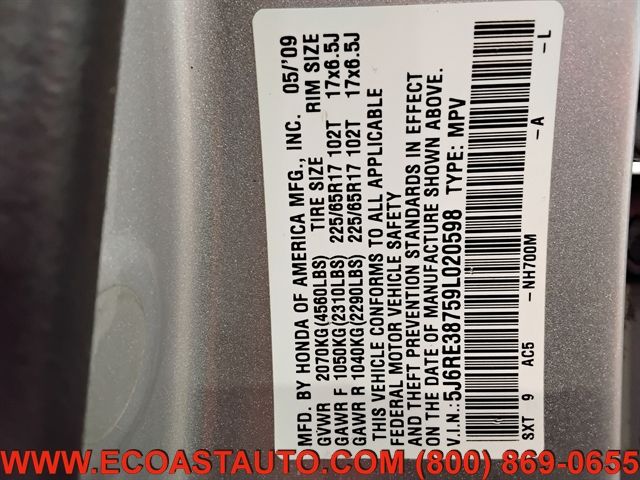 MFD. BY HONDA OF AMERICA MFG., INC. 05/'09
GVWR 2070KG(4560LBS) TIRE SIZE RIM SIZE
GAWR F 1050KG(2310LBS) 225/65R17 102T 17x6.5J
GAWR R 1040KG(2290LBS) 225/65R17 102T 17x6.5J
THIS VEHICLE CONFORMS TO ALL APPLICABLE
FEDERAL MOTOR VEHICLE SAFETY
AND THEFT PREVENTION STANDARDS IN EFFECT
ON THE DATE OF MANUFACTURE SHOWN ABOVE.
V.I.N.:5J6RE38759L020598 TYPE: MPV
SXT 9 AC5 -NH700M -A -L
WWW.ECOASTAUTO.COM (800) 869-0655